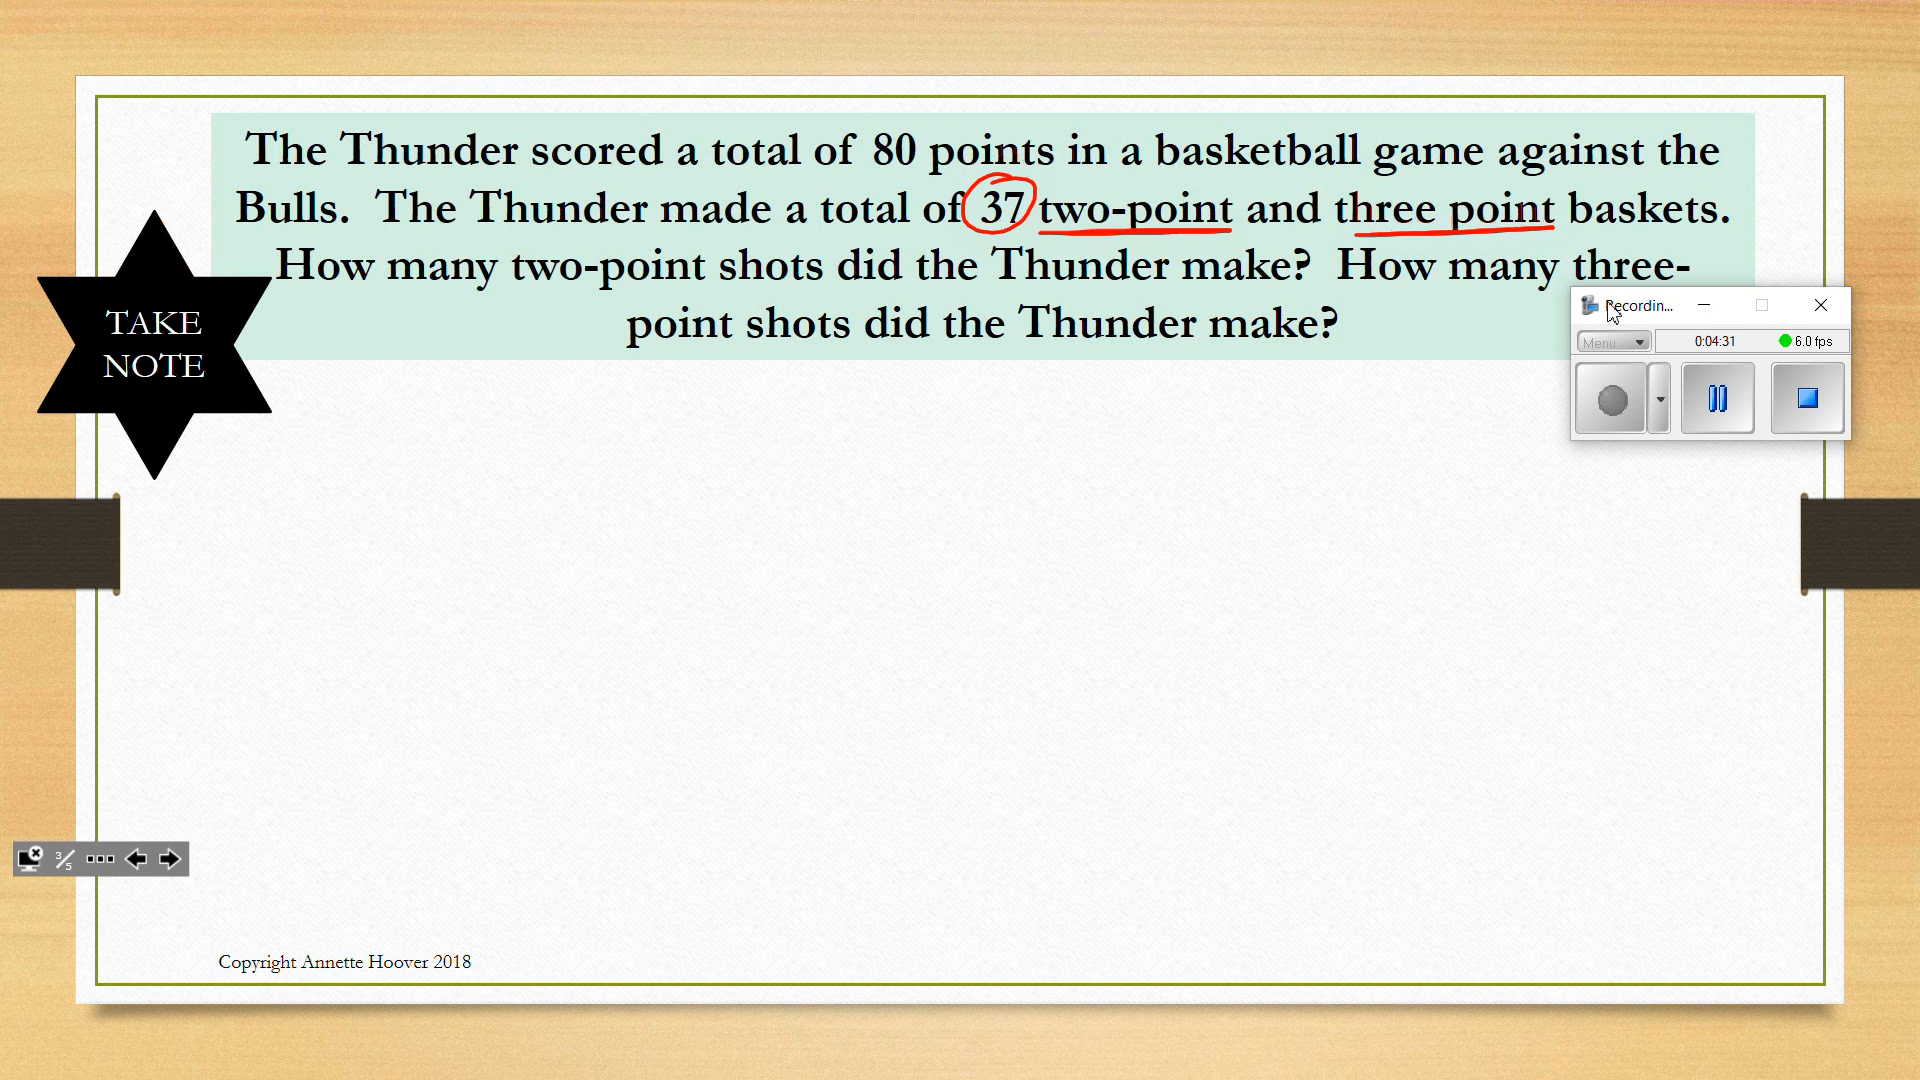 The Thunder scored a total of 80 points in a basketball game against the
Bulls. The Thunder made a total of 37 two-point and three point baskets.
How many two-point shots did the Thunder make? How many three-
point shots did the Thunder make?
TAKE
NOTE
Recordin...
Menu
0:04:31
6.0 fps
3/5
Copyright Annette Hoover 2018